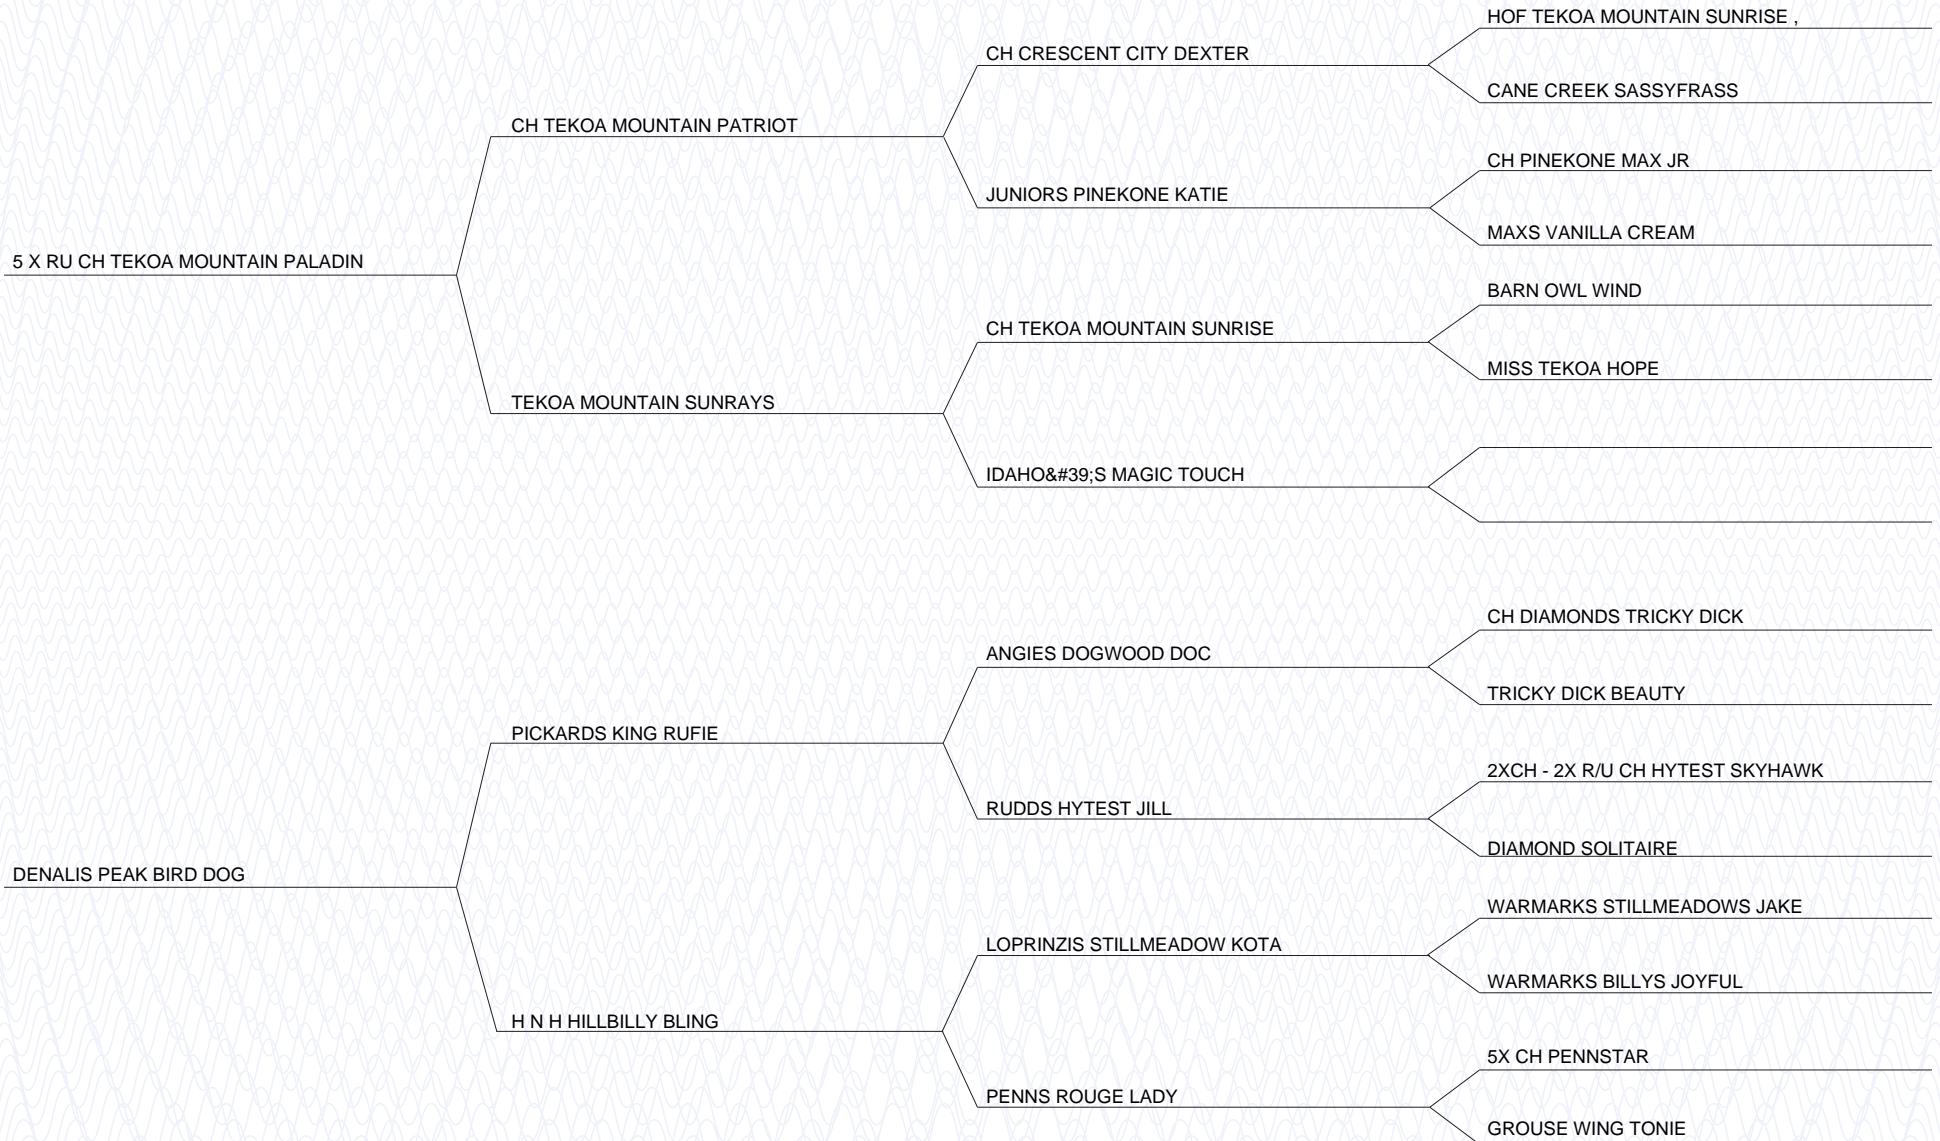 HOF TEKOA MOUNTAIN SUNRISE ,
CH CRESCENT CITY DEXTER
CANE CREEK SASSYFRASS
CH TEKOA MOUNTAIN PATRIOT
CH PINEKONE MAX JR
JUNIORS PINEKONE KATIE
MAXS VANILLA CREAM
5 X RU CH TEKOA MOUNTAIN PALADIN
BARN OWL WIND
CH TEKOA MOUNTAIN SUNRISE
MISS TEKOA HOPE
TEKOA MOUNTAIN SUNRAYS
IDAHO&#39;S MAGIC TOUCH
CH DIAMONDS TRICKY DICK
ANGIES DOGWOOD DOC
TRICKY DICK BEAUTY
PICKARDS KING RUFIE
2XCH - 2X R/U CH HYTEST SKYHAWK
RUDDS HYTEST JILL
DIAMOND SOLITAIRE
DENALIS PEAK BIRD DOG
WARMARKS STILLMEADOWS JAKE
LOPRINZIS STILLMEADOW KOTA
WARMARKS BILLYS JOYFUL
H N H HILLBILLY BLING
5X CH PENNSTAR
PENNS ROUGE LADY
GROUSE WING TONIE